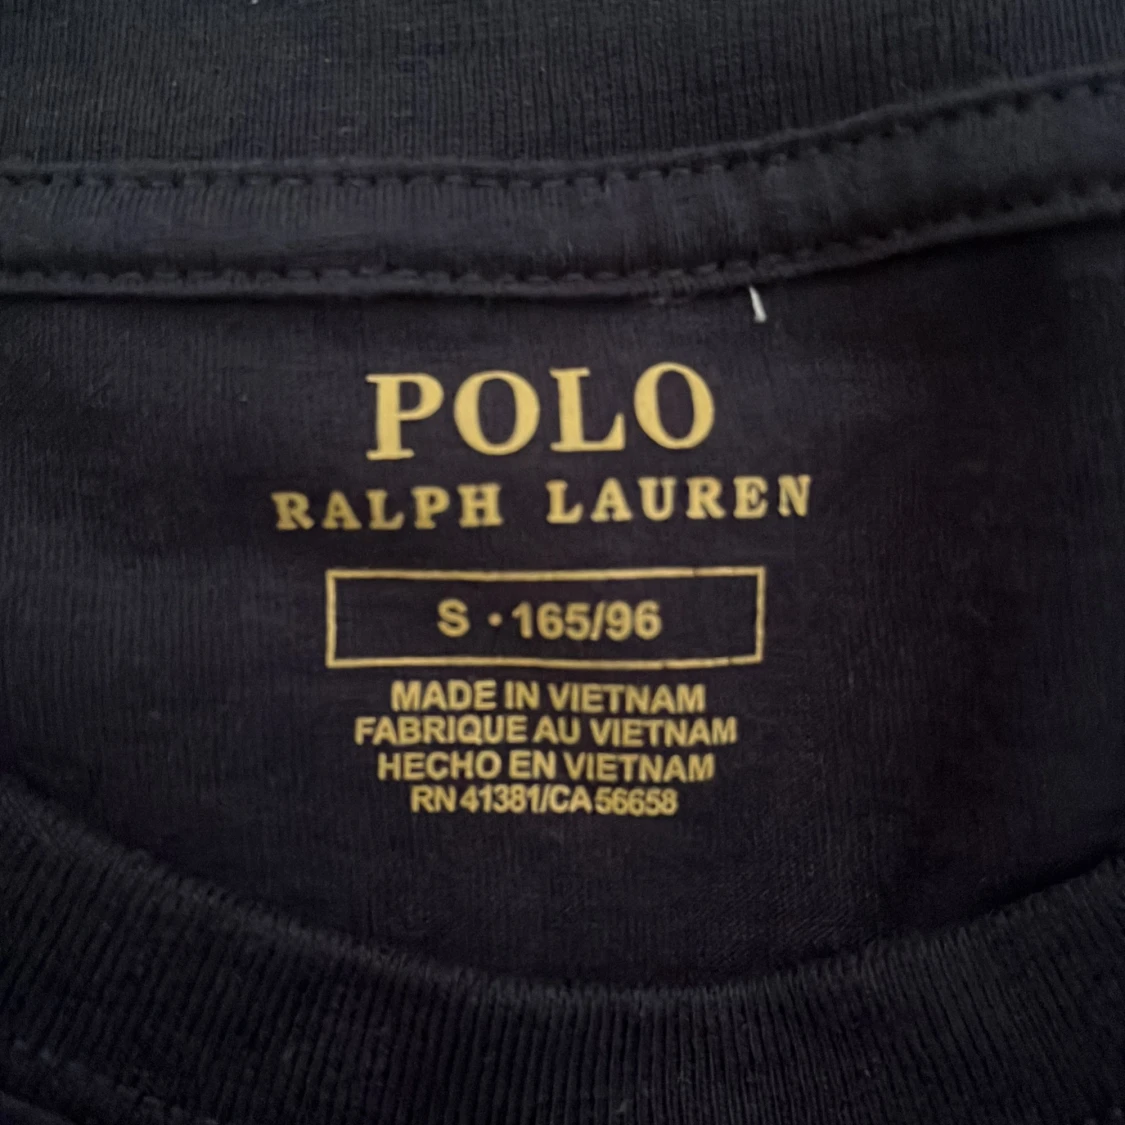 POLO
RALPH LAUREN
S · 165/96
MADE IN VIETNAM
FABRIQUE AU VIETNAM
HECHO EN VIETNAM
RN 41381/CA 56658